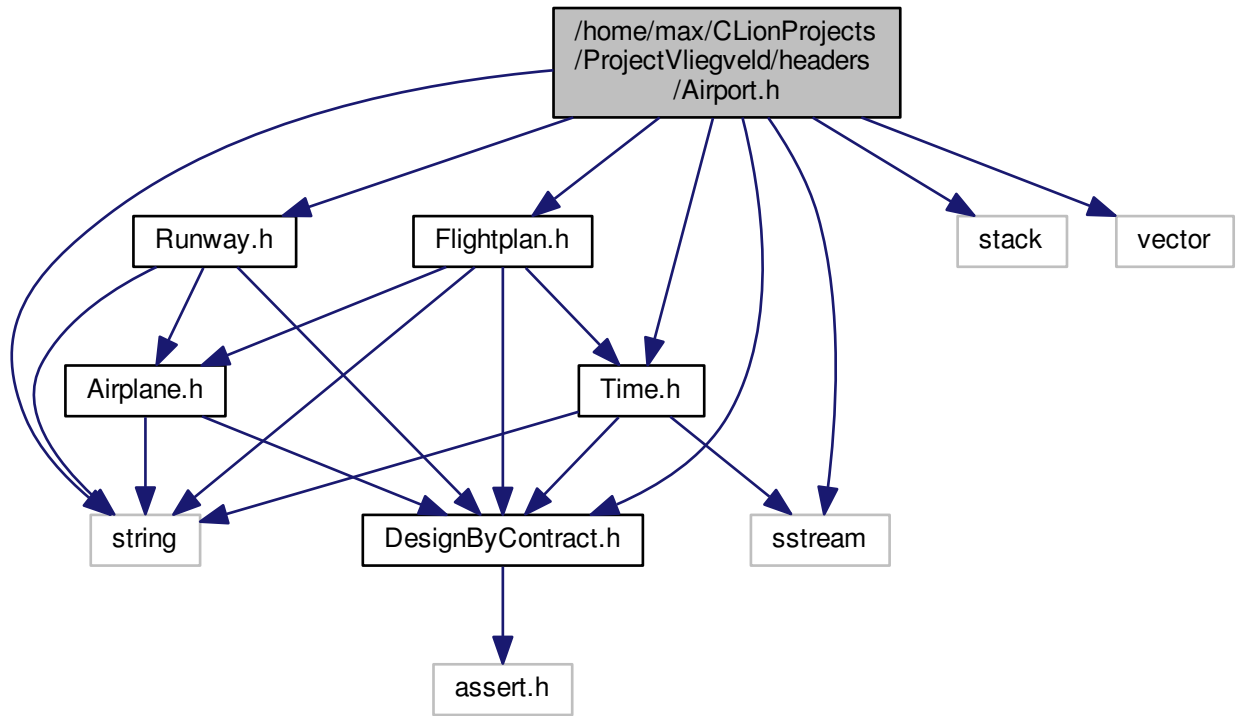 /home/max/CLionProjects
/ProjectVliegveld/headers
/Airport.h
Runway.h
Flightplan.h
stack
vector
Airplane.h
Time.h
string
DesignByContract.h
sstream
assert.h